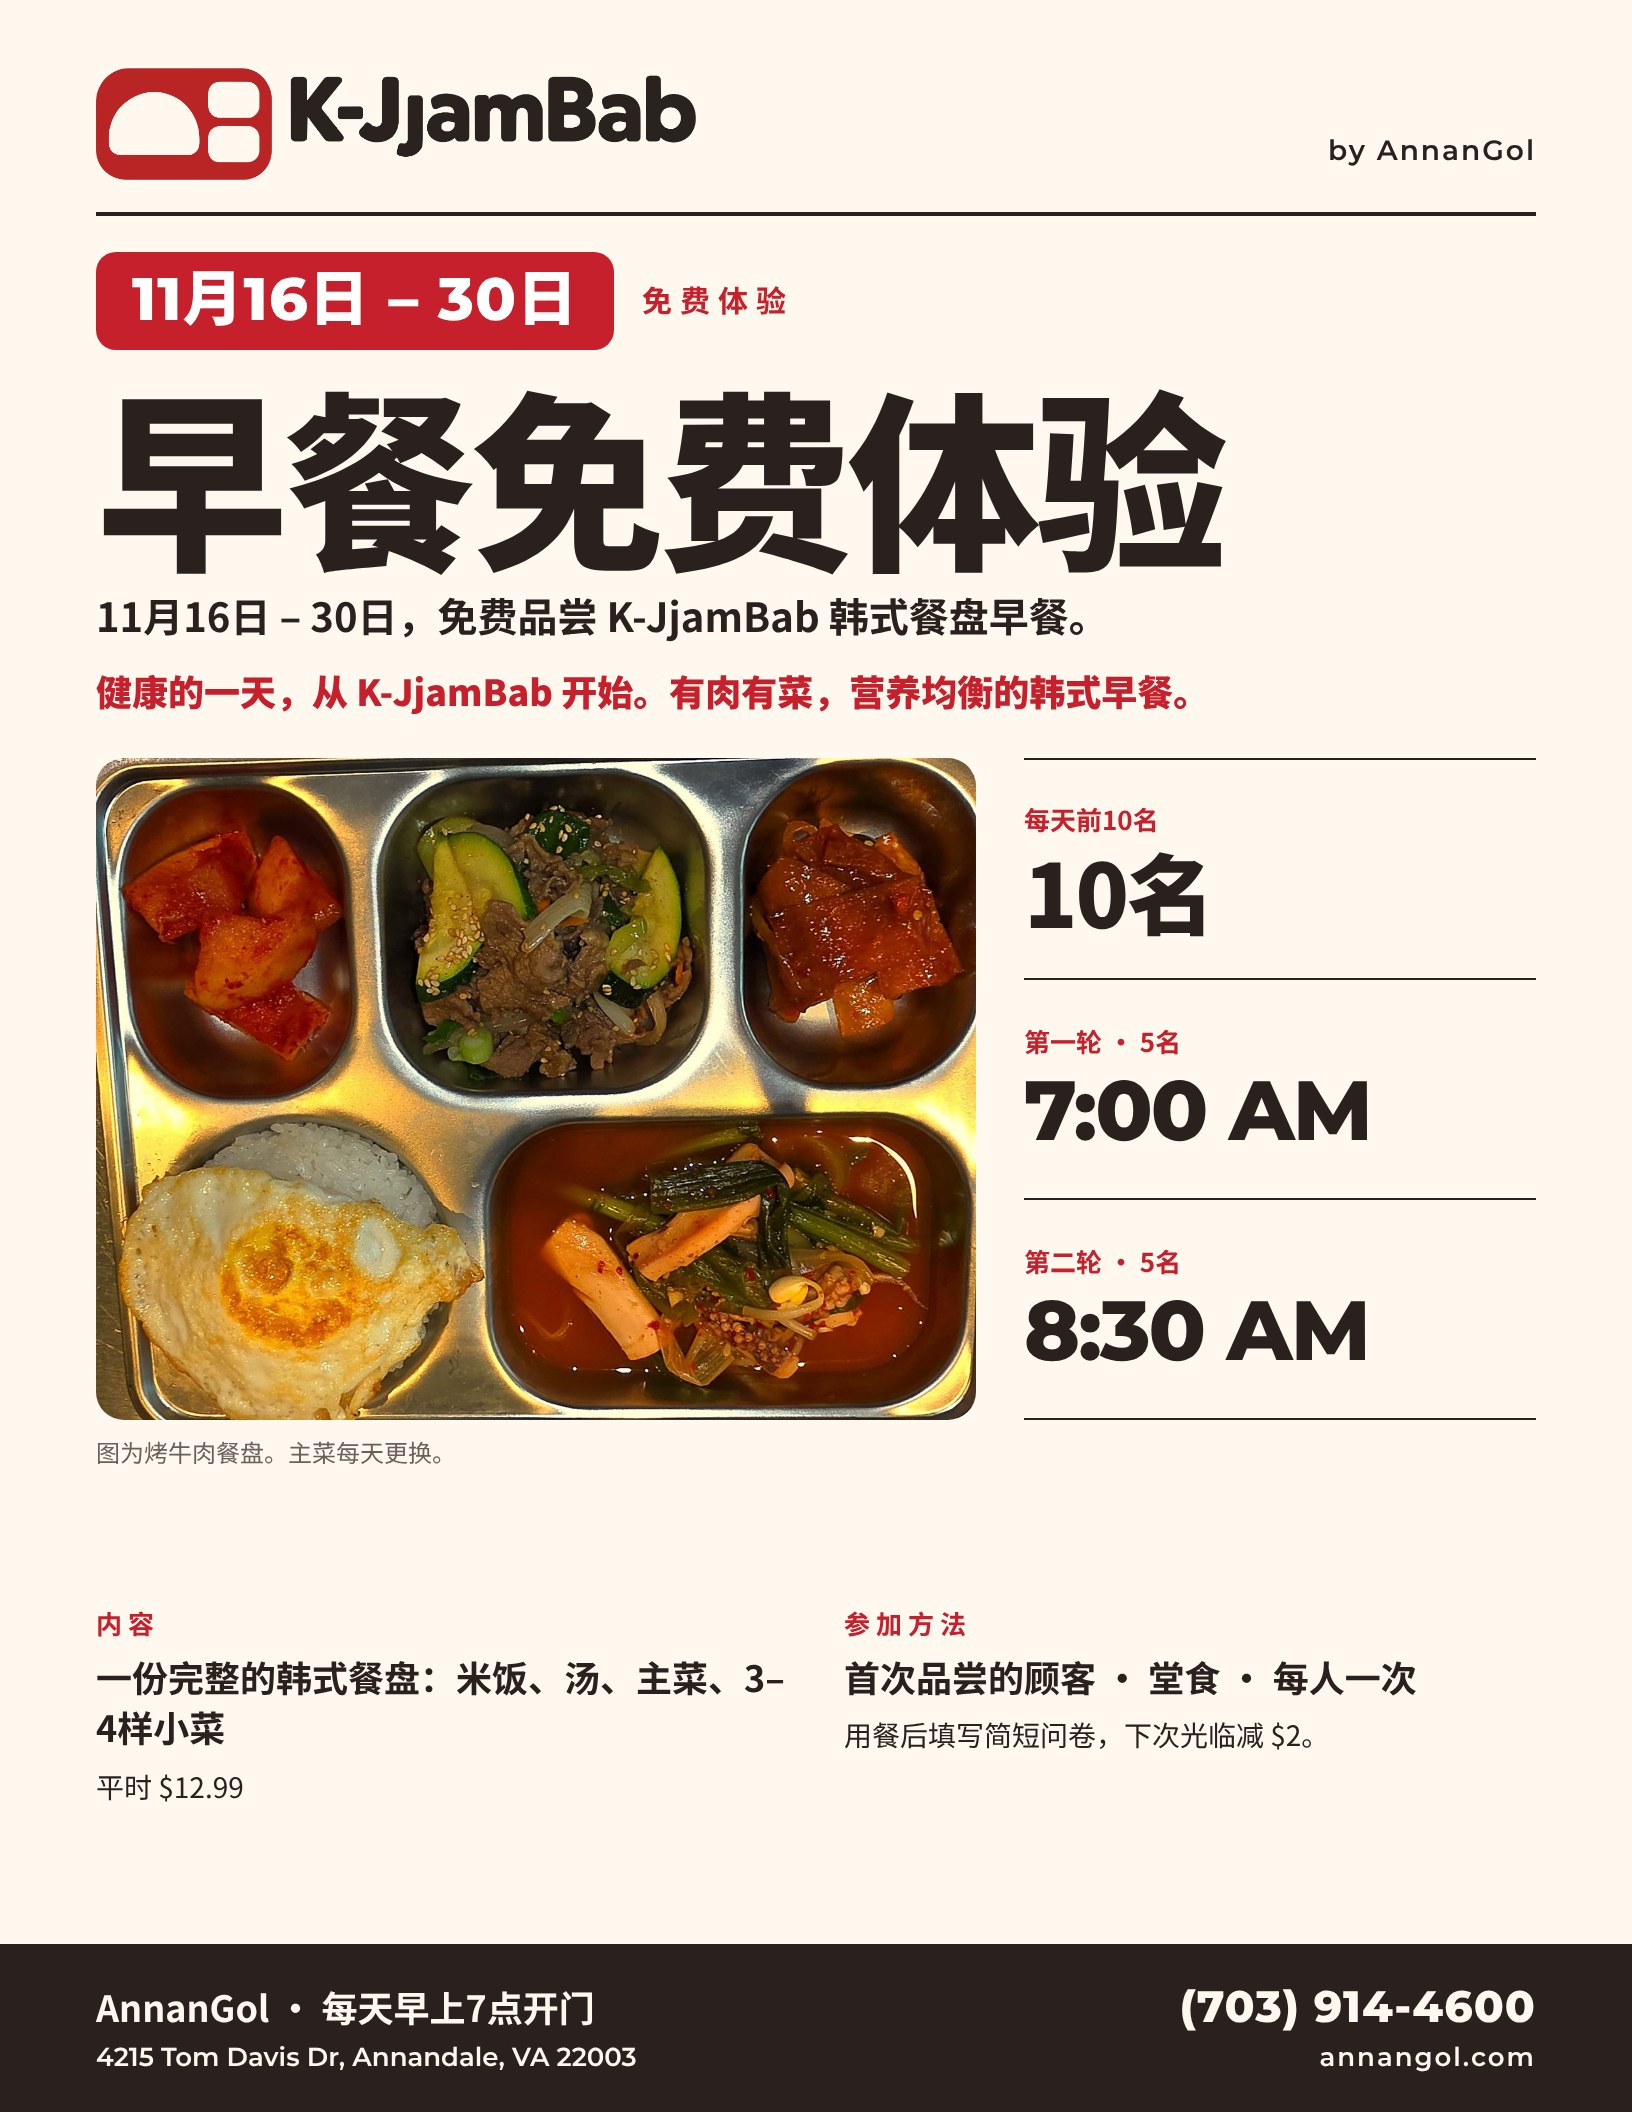 K-JjamBab
by AnnanGol
11月16日 – 30日
免费体验
早餐免费体验
11月16日 – 30日，免费品尝 K-JjamBab 韩式餐盘早餐。
健康的一天，从 K-JjamBab 开始。有肉有菜，营养均衡的韩式早餐。
每天前10名
10名
第一轮 · 5名
7:00 AM
第二轮 · 5名
8:30 AM
图为烤牛肉餐盘。主菜每天更换。
内容
一份完整的韩式餐盘：米饭、汤、主菜、3–
4样小菜
平时 $12.99
参加方法
首次品尝的顾客 · 堂食 · 每人一次
用餐后填写简短问卷，下次光临减 $2。
AnnanGol · 每天早上7点开门
4215 Tom Davis Dr, Annandale, VA 22003
(703) 914-4600
annangol.com